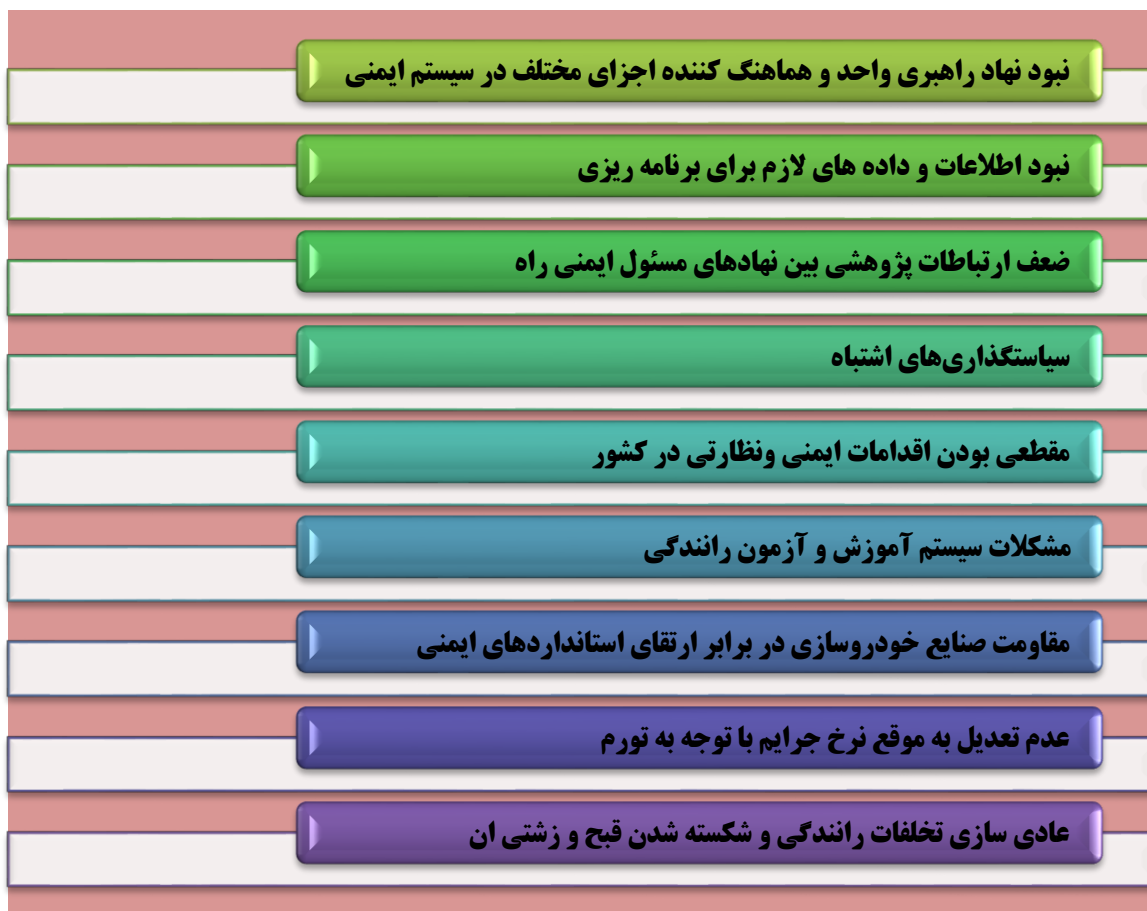 نبود نهاد راهبری واحد و هماهنگ کننده اجزای مختلف در سیستم ایمنی
نبود اطلاعات و داده های لازم برای برنامه ریزی
ضعف ارتباطات پژوهشی بین نهادهای مسئول ایمنی راه
سیاستگذاری‌های اشتباه
مقطعی بودن اقدامات ایمنی ونظارتی در کشور
مشکلات سیستم آموزش و آزمون رانندگی
مقاومت صنایع خودروسازی در برابر ارتقای استانداردهای ایمنی
عدم تعدیل به موقع نرخ جرایم با توجه به تورم
عادی سازی تخلفات رانندگی و شکسته شدن قبح و زشتی ان